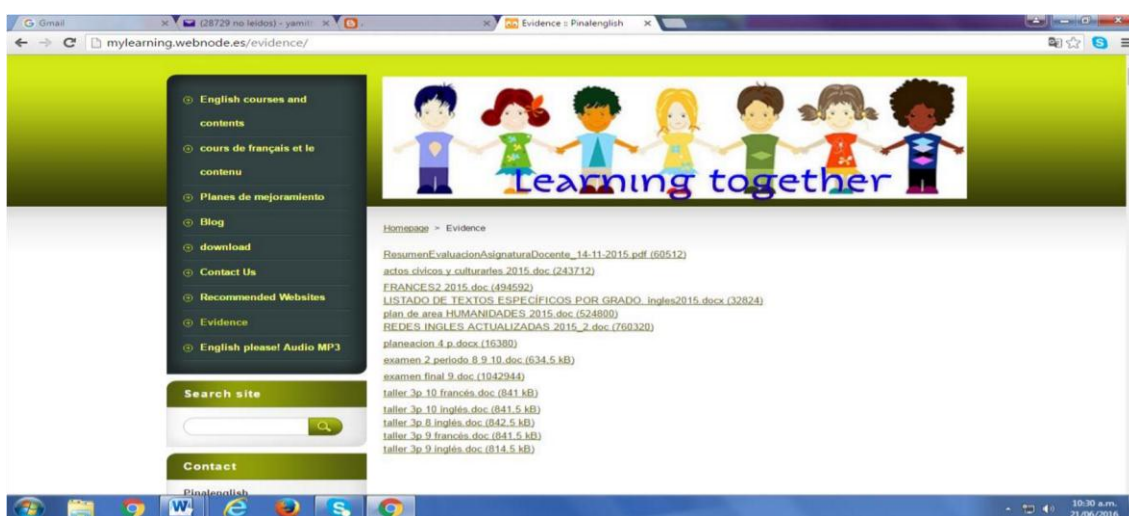 Gmail
(28729 no leídos) - yamil
Evidence :: Pinalenglish
mylearning.webnode.es/evidence/
English courses and
contents
cours de français et le
contenu
Planes de mejoramiento
Blog
download
Contact Us
Recommended Websites
Evidence
English please! Audio MP3
Search site
Contact
Pinalenglish
Learning together
Homepage > Evidence
ResumenEvaluacionAsignaturaDocente_14-11-2015.pdf (60512)
actos civicos y culturarles 2015.doc (243712)
FRANCES2 2015.doc (494592)
LISTADO DE TEXTOS ESPECÍFICOS POR GRADO. ingles2015.docx (32824)
plan de area HUMANIDADES 2015.doc (524800)
REDES INGLES ACTUALIZADAS 2015_2.doc (760320)
planeacion 4 p.docx (16380)
examen 2 periodo 8 9 10.doc (634,5 kB)
examen final 9.doc (1042944)
taller 3p 10 francés.doc (841 kB)
taller 3p 10 inglés.doc (841,5 kB)
taller 3p 8 inglés.doc (842,5 kB)
taller 3p 9 francés.doc (841,5 kB)
taller 3p 9 inglés.doc (814,5 kB)
10:30 a.m.
21/06/2016